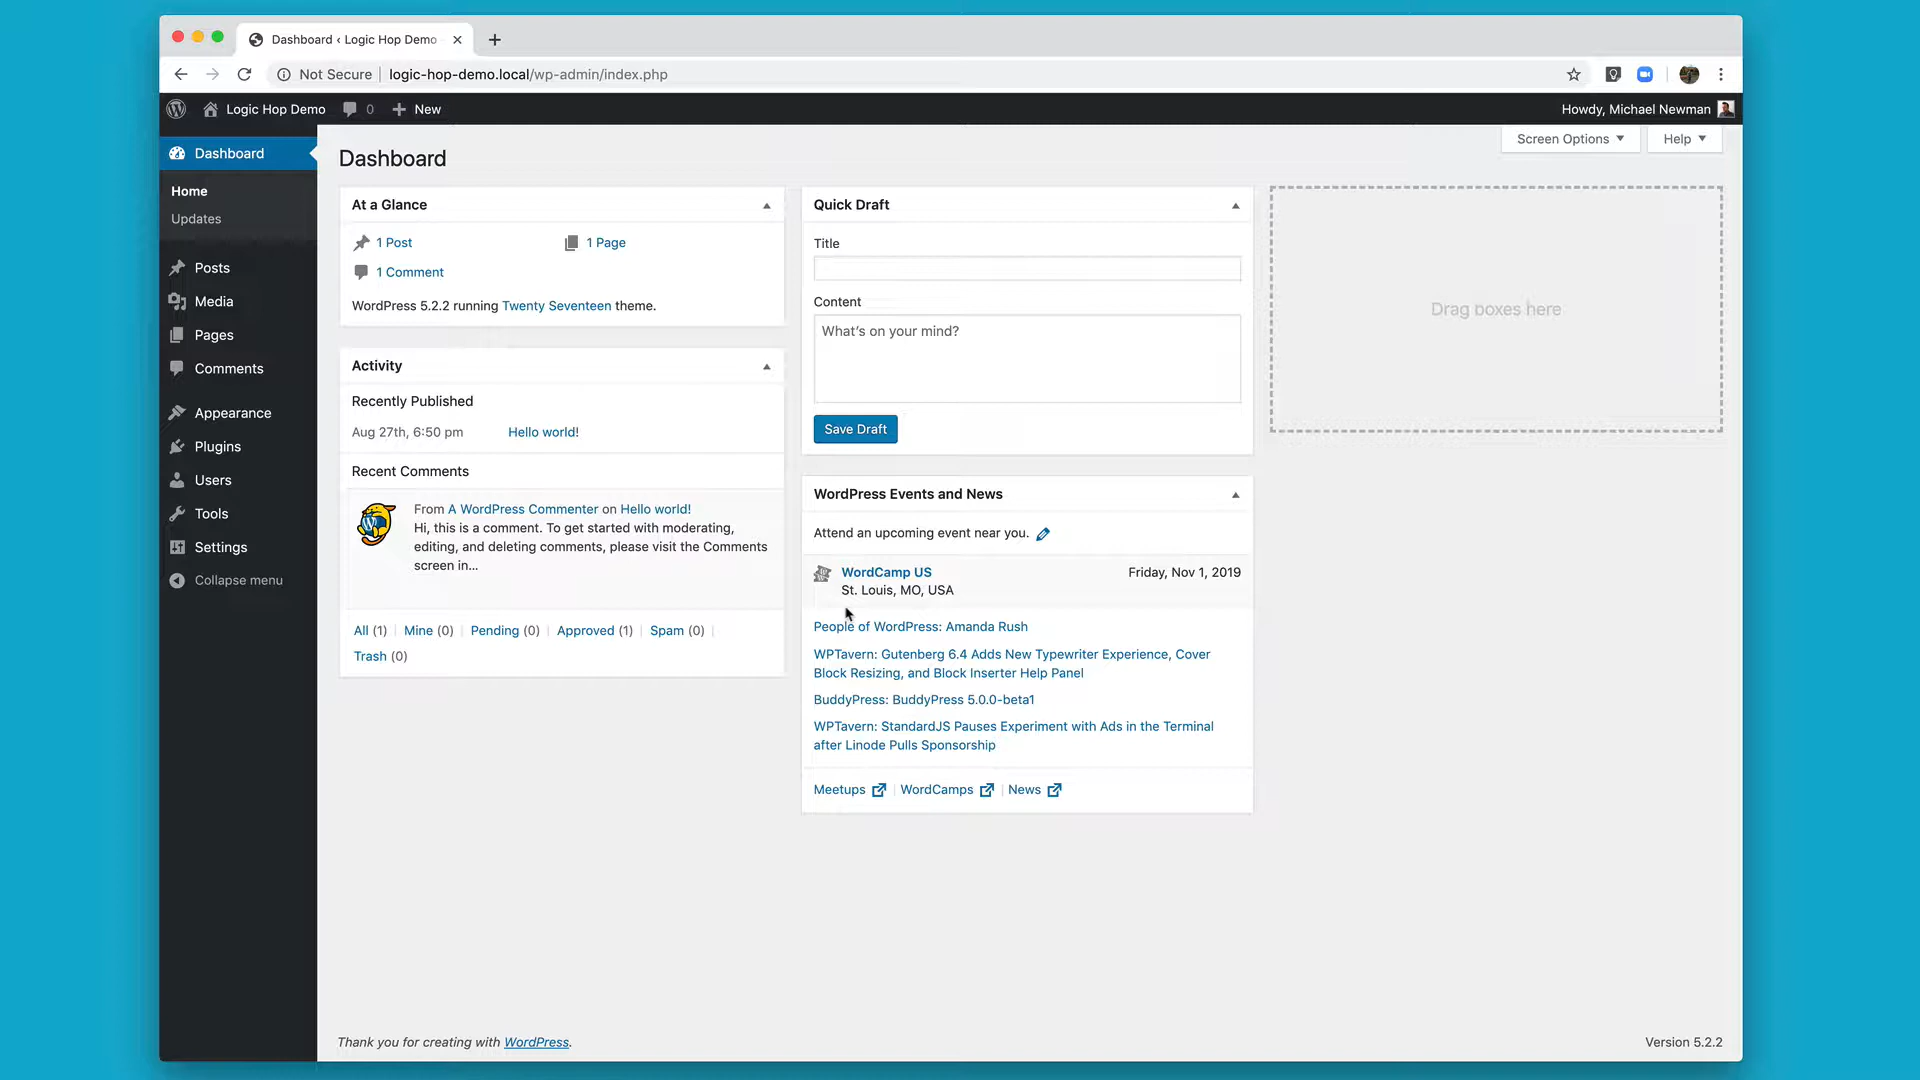 Dashboard ‹ Logic Hop Demo
Not Secure
logic-hop-demo.local/wp-admin/index.php
Logic Hop Demo
0
New
Howdy, Michael Newman
Dashboard
Home
Updates
Posts
Media
Pages
Comments
Appearance
Plugins
Users
Tools
Settings
Collapse menu
Dashboard
Screen Options
Help
At a Glance
1 Post
1 Page
1 Comment
WordPress 5.2.2 running Twenty Seventeen theme.
Activity
Recently Published
Aug 27th, 6:50 pm
Hello world!
Recent Comments
From A WordPress Commenter on Hello world!
Hi, this is a comment. To get started with moderating,
editing, and deleting comments, please visit the Comments
screen in...
All (1) | Mine (0) | Pending (0) | Approved (1) | Spam (0) |
Trash (0)
Quick Draft
Title
Content
What's on your mind?
Save Draft
WordPress Events and News
Attend an upcoming event near you.
WordCamp US
Friday, Nov 1, 2019
St. Louis, MO, USA
People of WordPress: Amanda Rush
WPTavern: Gutenberg 6.4 Adds New Typewriter Experience, Cover
Block Resizing, and Block Inserter Help Panel
BuddyPress: BuddyPress 5.0.0-beta1
WPTavern: StandardJS Pauses Experiment with Ads in the Terminal
after Linode Pulls Sponsorship
Meetups | WordCamps | News
Drag boxes here
Thank you for creating with WordPress.
Version 5.2.2